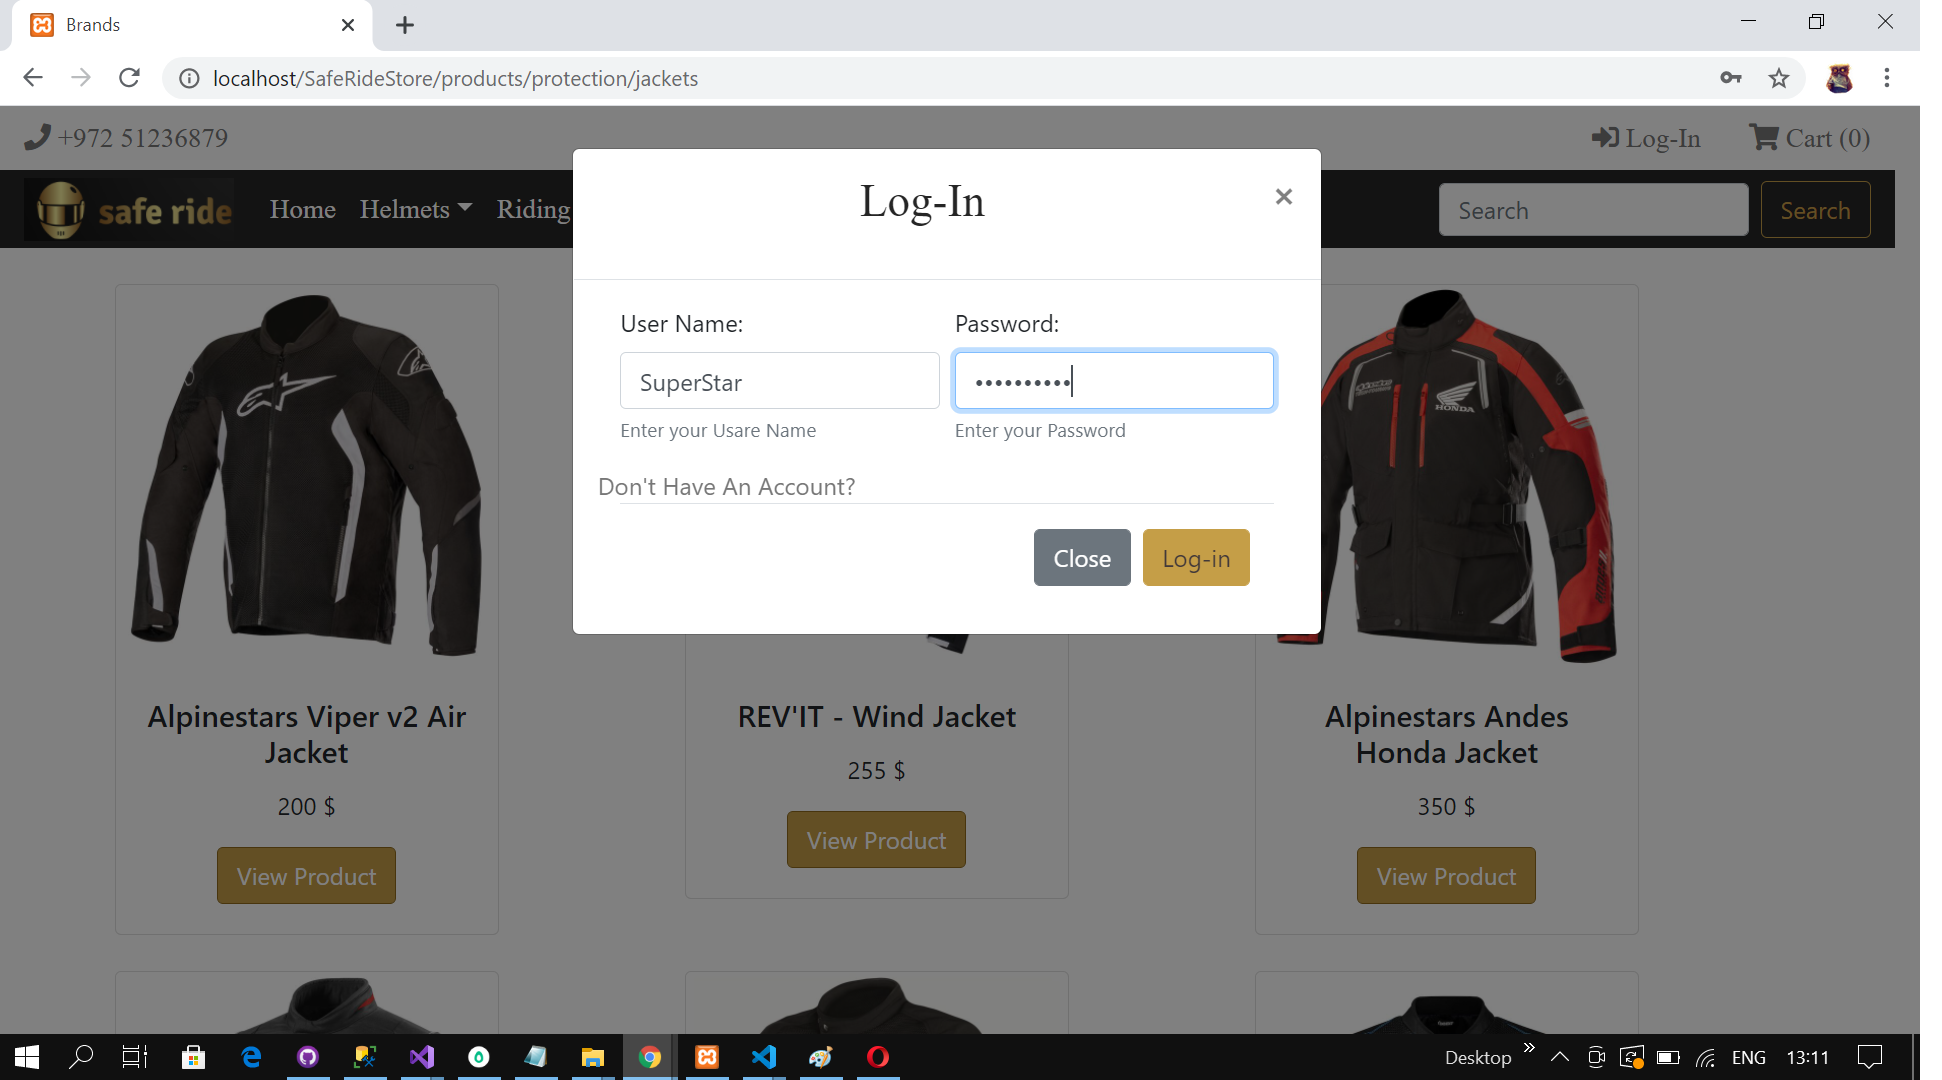 Brands
localhost/SafeRideStore/products/protection/jackets
+972 51236879
Log-In
Cart (0)
safe ride
Home
Helmets
Riding
Search
Search
Log-In
×
User Name:
Password:
SuperStar
••••••••••
Enter your Usare Name
Enter your Password
Don't Have An Account?
Close
Log-in
alpinestars
HONDA
Alpinestars Viper v2 Air
Jacket
200 $
View Product
REV'IT - Wind Jacket
255 $
View Product
Alpinestars Andes
Honda Jacket
350 $
View Product
Desktop
ENG
13:11